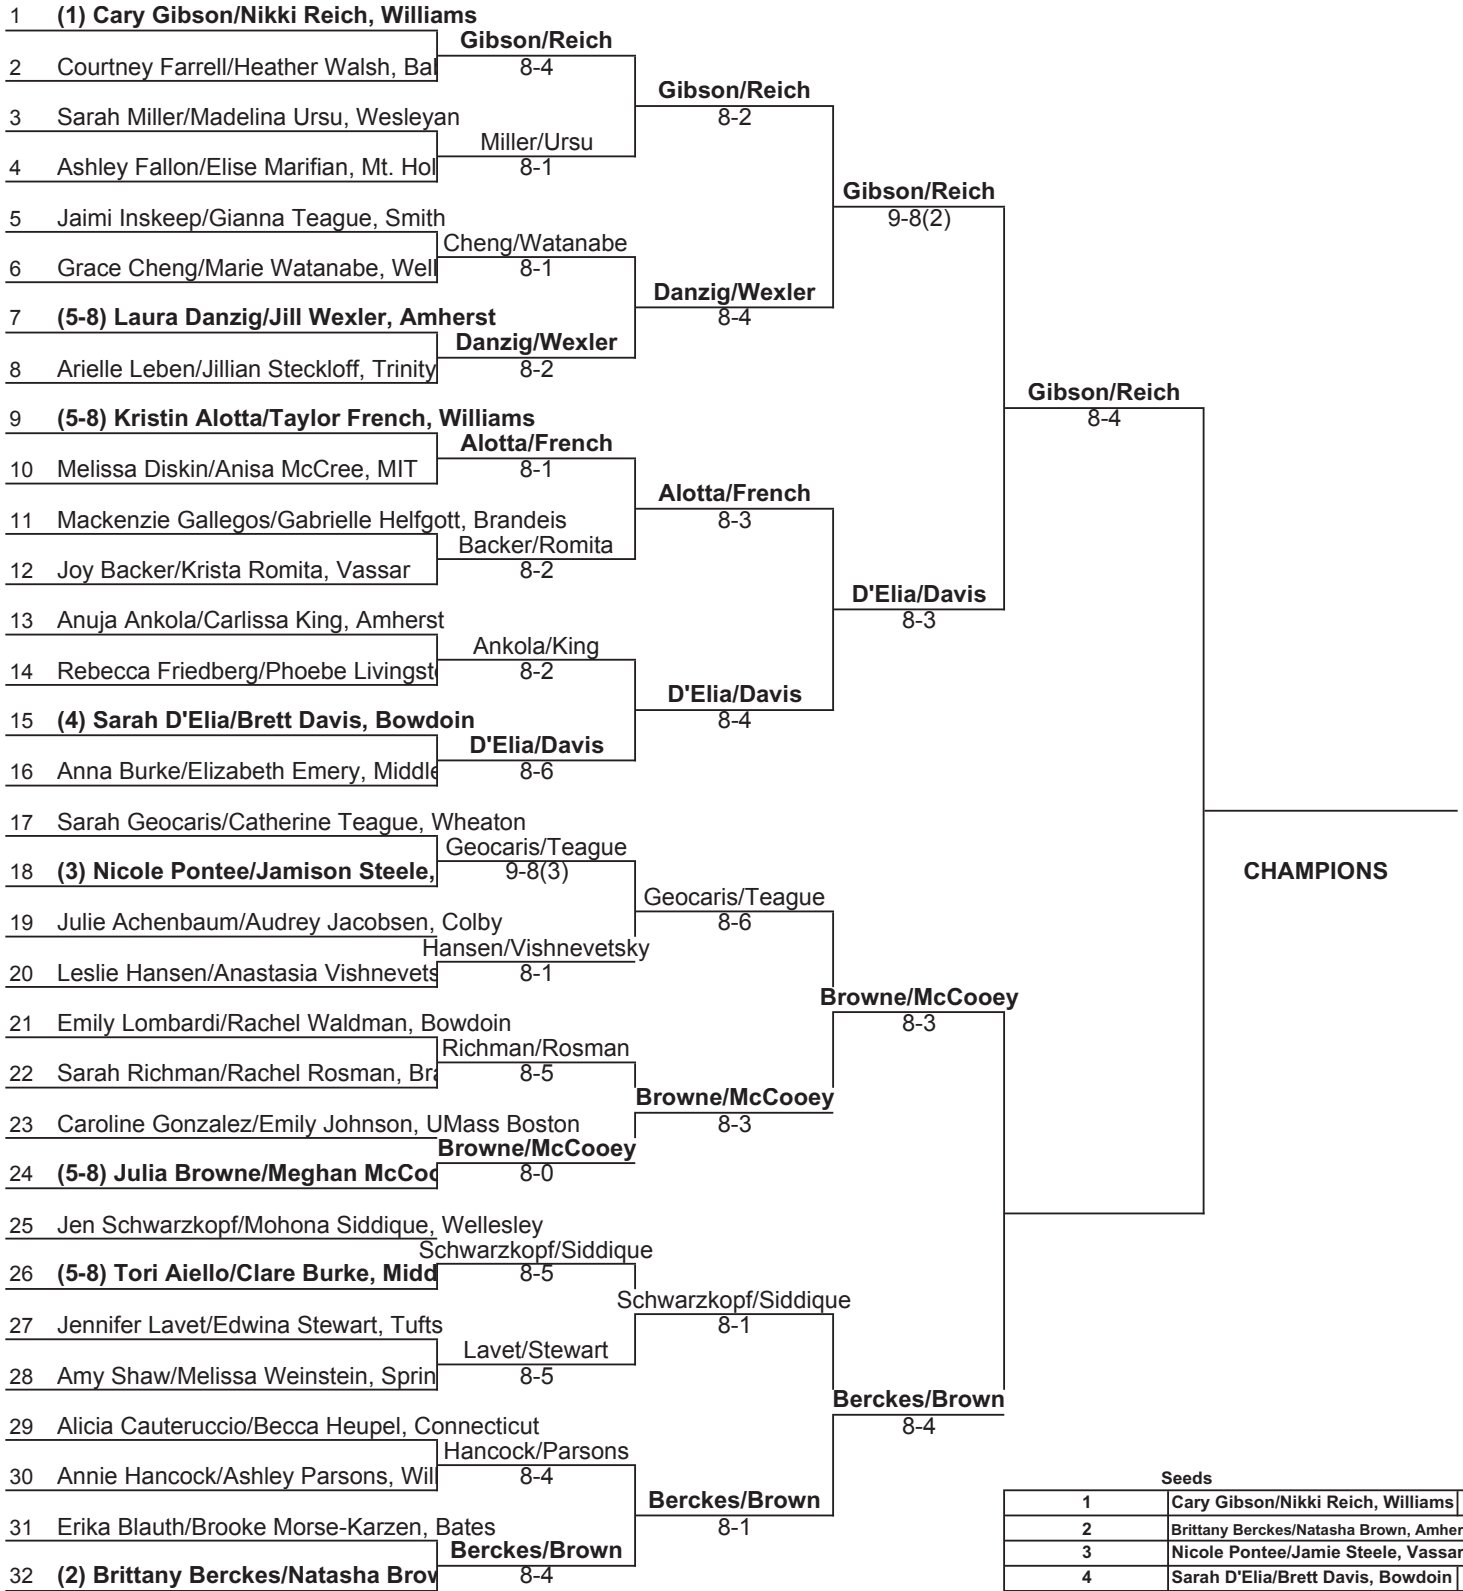 1 (1) Cary Gibson/Nikki Reich, Williams
Gibson/Reich
2 Courtney Farrell/Heather Walsh, Bal
8-4
Gibson/Reich
3 Sarah Miller/Madelina Ursu, Wesleyan
8-2
Miller/Ursu
4 Ashley Fallon/Elise Marifian, Mt. Hol
8-1
Gibson/Reich
5 Jaimi Inskeep/Gianna Teague, Smith
9-8(2)
Cheng/Watanabe
6 Grace Cheng/Marie Watanabe, Well
8-1
Danzig/Wexler
7 (5-8) Laura Danzig/Jill Wexler, Amherst
8-4
Danzig/Wexler
8 Arielle Leben/Jillian Steckloff, Trinity
8-2
Gibson/Reich
9 (5-8) Kristin Alotta/Taylor French, Williams
8-4
Alotta/French
10 Melissa Diskin/Anisa McCree, MIT
8-1
Alotta/French
11 Mackenzie Gallegos/Gabrielle Helfgott, Brandeis
8-3
Backer/Romita
12 Joy Backer/Krista Romita, Vassar
8-2
D'Elia/Davis
13 Anuja Ankola/Carlissa King, Amherst
8-3
Ankola/King
14 Rebecca Friedberg/Phoebe Livingst
8-2
D'Elia/Davis
15 (4) Sarah D'Elia/Brett Davis, Bowdoin
8-4
D'Elia/Davis
16 Anna Burke/Elizabeth Emery, Middle
8-6
17 Sarah Geocaris/Catherine Teague, Wheaton
Geocaris/Teague
18 (3) Nicole Pontee/Jamison Steele,
9-8(3)
CHAMPIONS
Geocaris/Teague
19 Julie Achenbaum/Audrey Jacobsen, Colby
8-6
Hansen/Vishnevetsky
20 Leslie Hansen/Anastasia Vishnevets
8-1
Browne/McCooey
21 Emily Lombardi/Rachel Waldman, Bowdoin
8-3
Richman/Rosman
22 Sarah Richman/Rachel Rosman, Bra
8-5
Browne/McCooey
23 Caroline Gonzalez/Emily Johnson, UMass Boston
8-3
Browne/McCooey
24 (5-8) Julia Browne/Meghan McCoo
8-0
25 Jen Schwarzkopf/Mohona Siddique, Wellesley
Schwarzkopf/Siddique
26 (5-8) Tori Aiello/Clare Burke, Midd
8-5
Schwarzkopf/Siddique
27 Jennifer Lavet/Edwina Stewart, Tufts
8-1
Lavet/Stewart
28 Amy Shaw/Melissa Weinstein, Sprin
8-5
Berckes/Brown
29 Alicia Cauteruccio/Becca Heupel, Connecticut
8-4
Hancock/Parsons
30 Annie Hancock/Ashley Parsons, Wil
8-4
Berckes/Brown
31 Erika Blauth/Brooke Morse-Karzen, Bates
8-1
Berckes/Brown
32 (2) Brittany Berckes/Natasha Brow
8-4
Seeds
1 Cary Gibson/Nikki Reich, Williams
2 Brittany Berckes/Natasha Brown, Amher
3 Nicole Pontee/Jamie Steele, Vassar
4 Sarah D'Elia/Brett Davis, Bowdoin